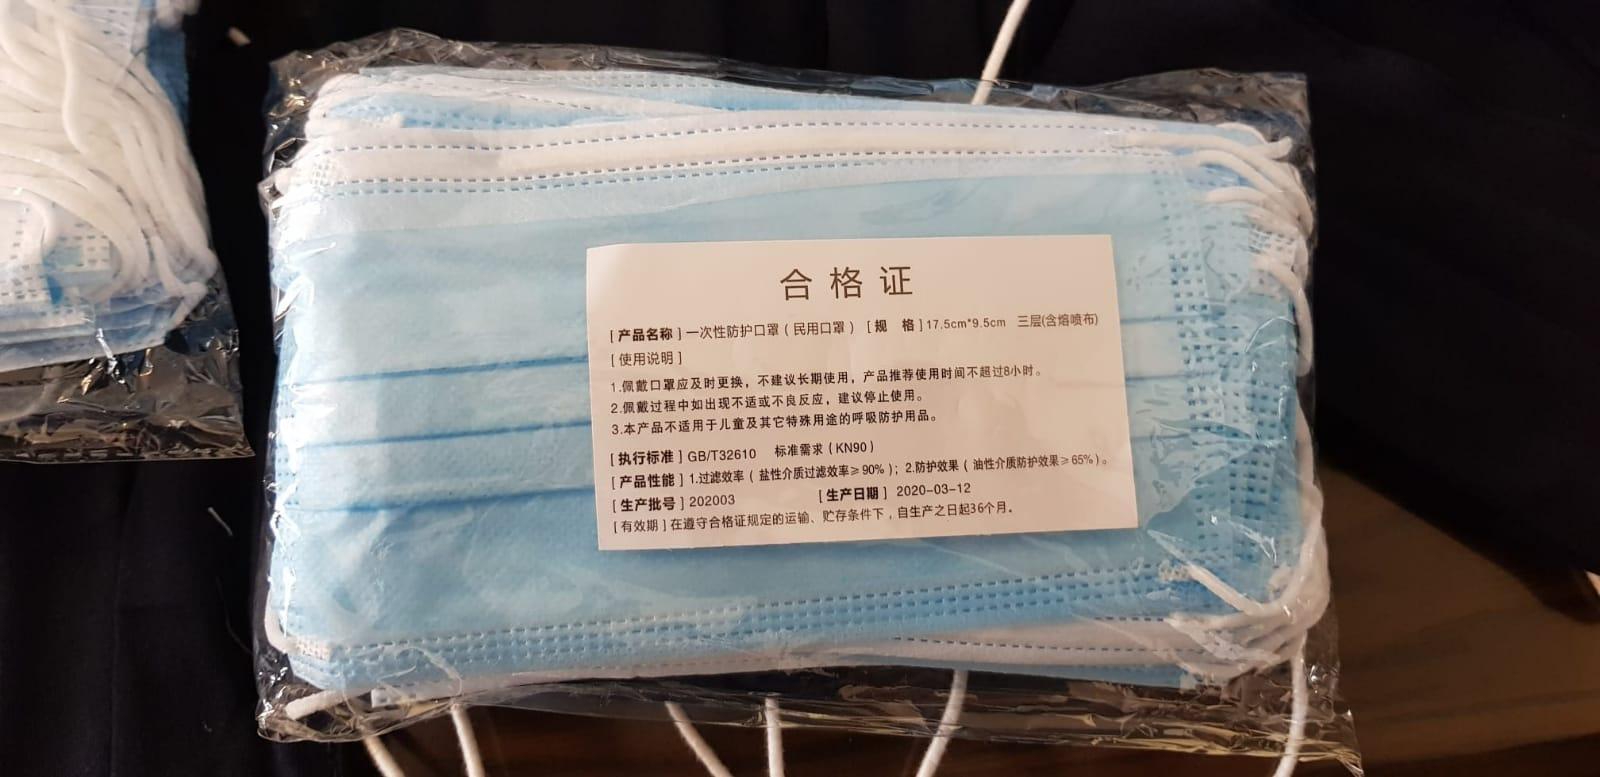 合格证
[产品名称]一次性防护口罩(民用口罩) [规 格]17.5cm*9.5cm 三层(含熔喷布)
[使用说明]
1.佩戴口罩应及时更换，不建议长期使用，产品推荐使用时间不超过8小时。
2.佩戴过程中如出现不适或不良反应，建议停止使用。
3.本产品不适用于儿童及其它特殊用途的呼吸防护用品。
[执行标准]GB/T32610 标准需求(KN90)
[产品性能]1.过滤效率(盐性介质过滤效率≥90%)；2.防护效果(油性介质防护效果≥65%)。
[生产批号]202003 [生产日期] 2020-03-12
[有效期]在遵守合格证规定的运输、贮存条件下，自生产之日起36个月。